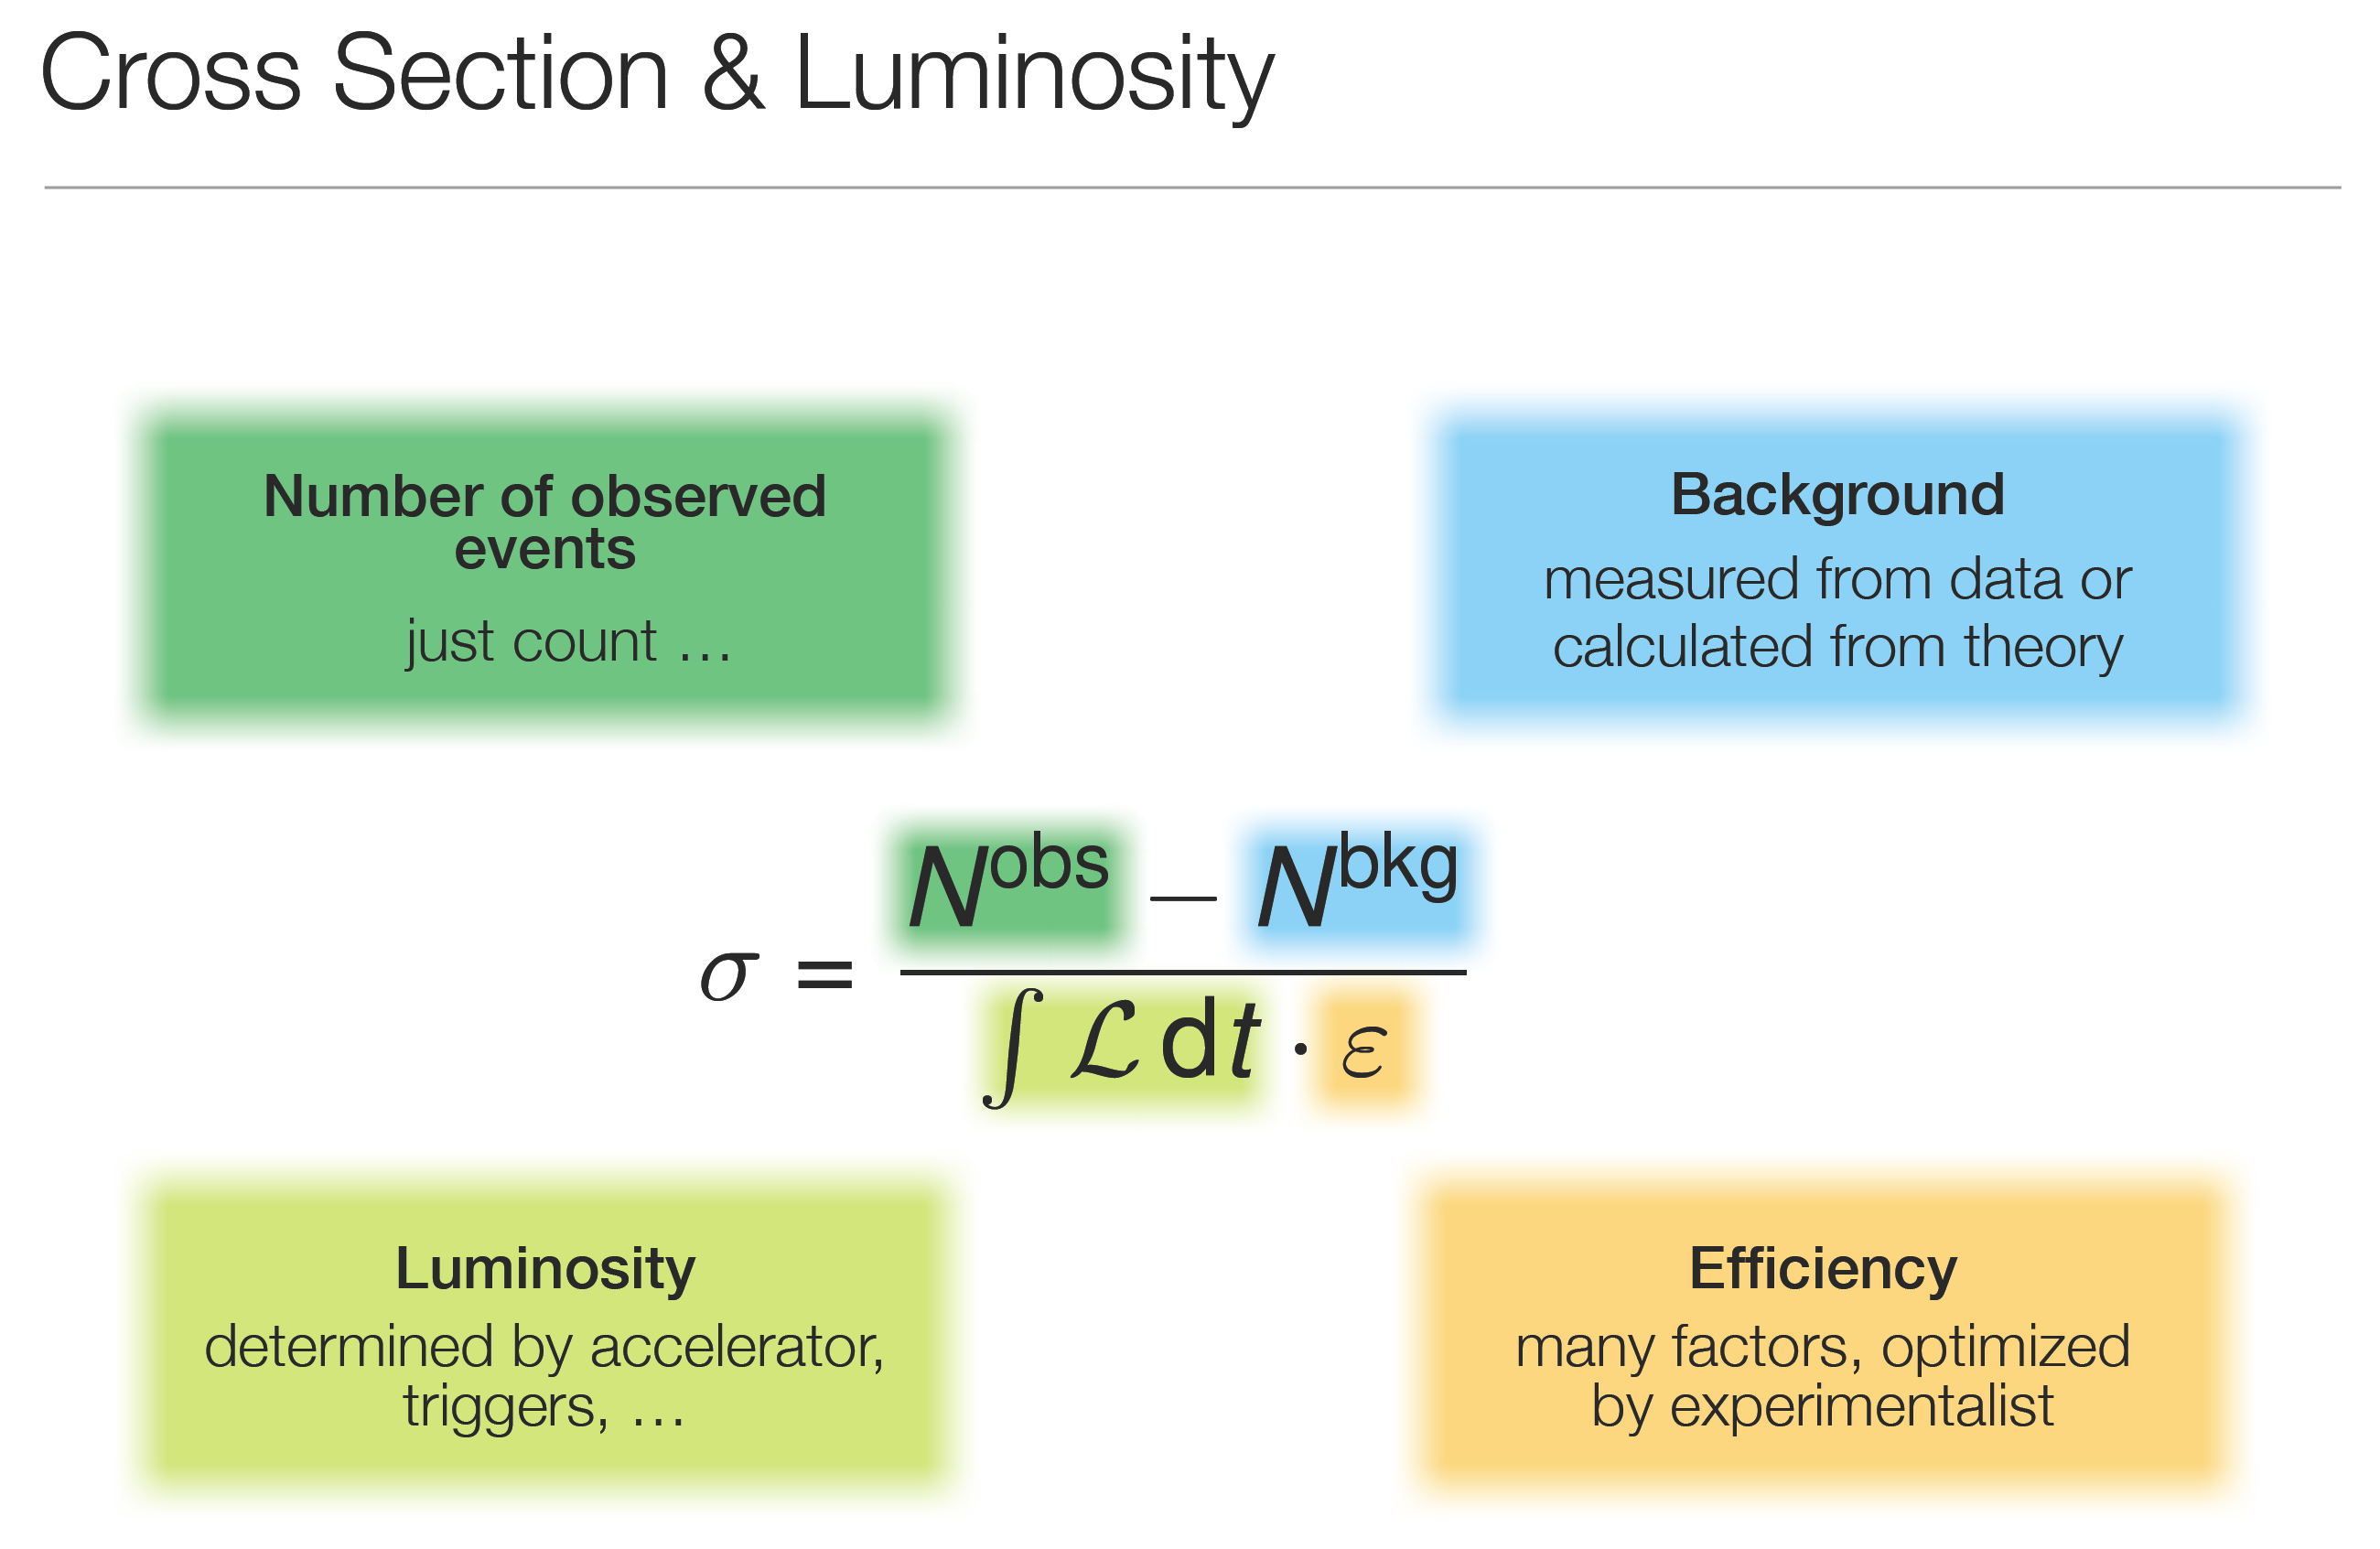 Cross Section & Luminosity
Number of observed
events
just count …
Background
measured from data or
calculated from theory
σ = (N^obs − N^bkg) / (∫ ℒ dt · ε)
Luminosity
determined by accelerator,
triggers, …
Efficiency
many factors, optimized
by experimentalist